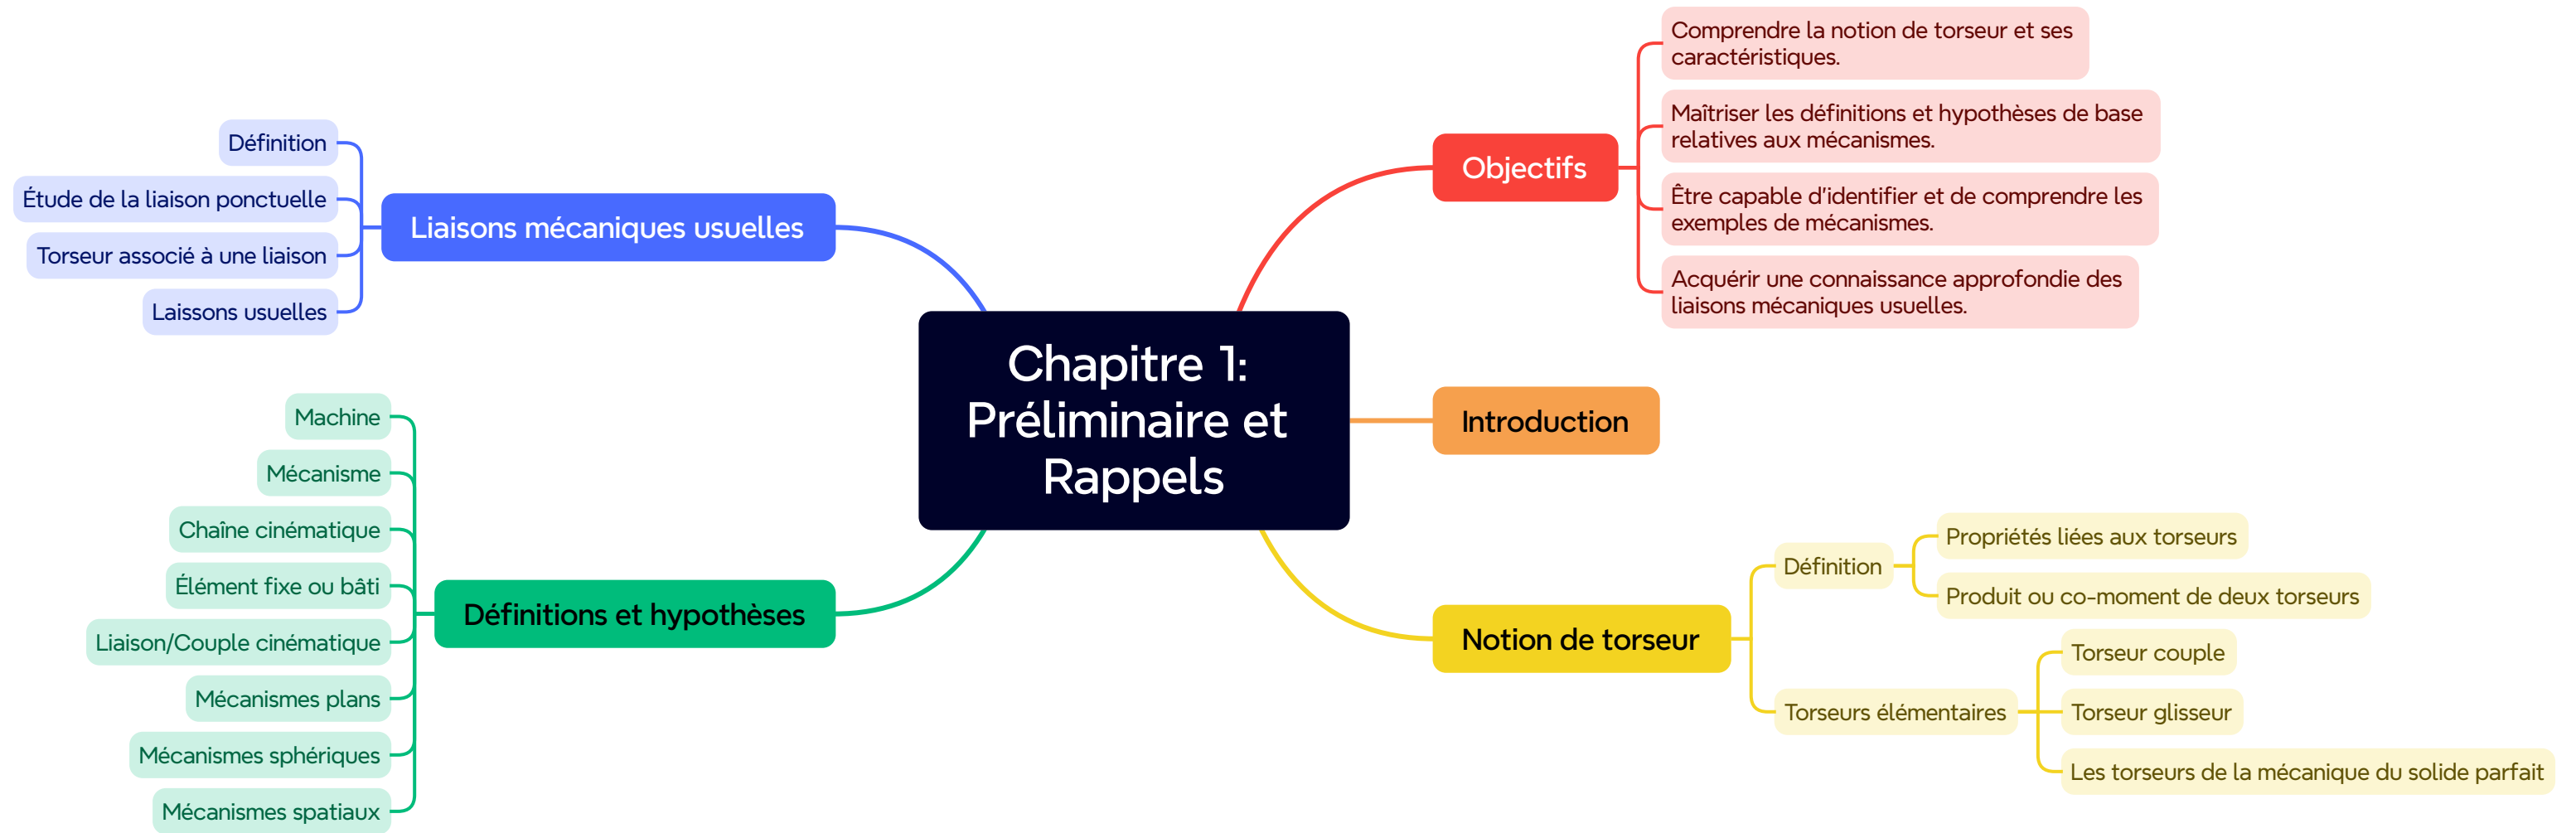 Chapitre 1:
Préliminaire et
Rappels
Objectifs
Comprendre la notion de torseur et ses
caractéristiques.
Maîtriser les définitions et hypothèses de base
relatives aux mécanismes.
Être capable d'identifier et de comprendre les
exemples de mécanismes.
Acquérir une connaissance approfondie des
liaisons mécaniques usuelles.
Introduction
Notion de torseur
Définition
Propriétés liées aux torseurs
Produit ou co-moment de deux torseurs
Torseurs élémentaires
Torseur couple
Torseur glisseur
Les torseurs de la mécanique du solide parfait
Définitions et hypothèses
Machine
Mécanisme
Chaîne cinématique
Élément fixe ou bâti
Liaison/Couple cinématique
Mécanismes plans
Mécanismes sphériques
Mécanismes spatiaux
Liaisons mécaniques usuelles
Définition
Étude de la liaison ponctuelle
Torseur associé à une liaison
Laissons usuelles